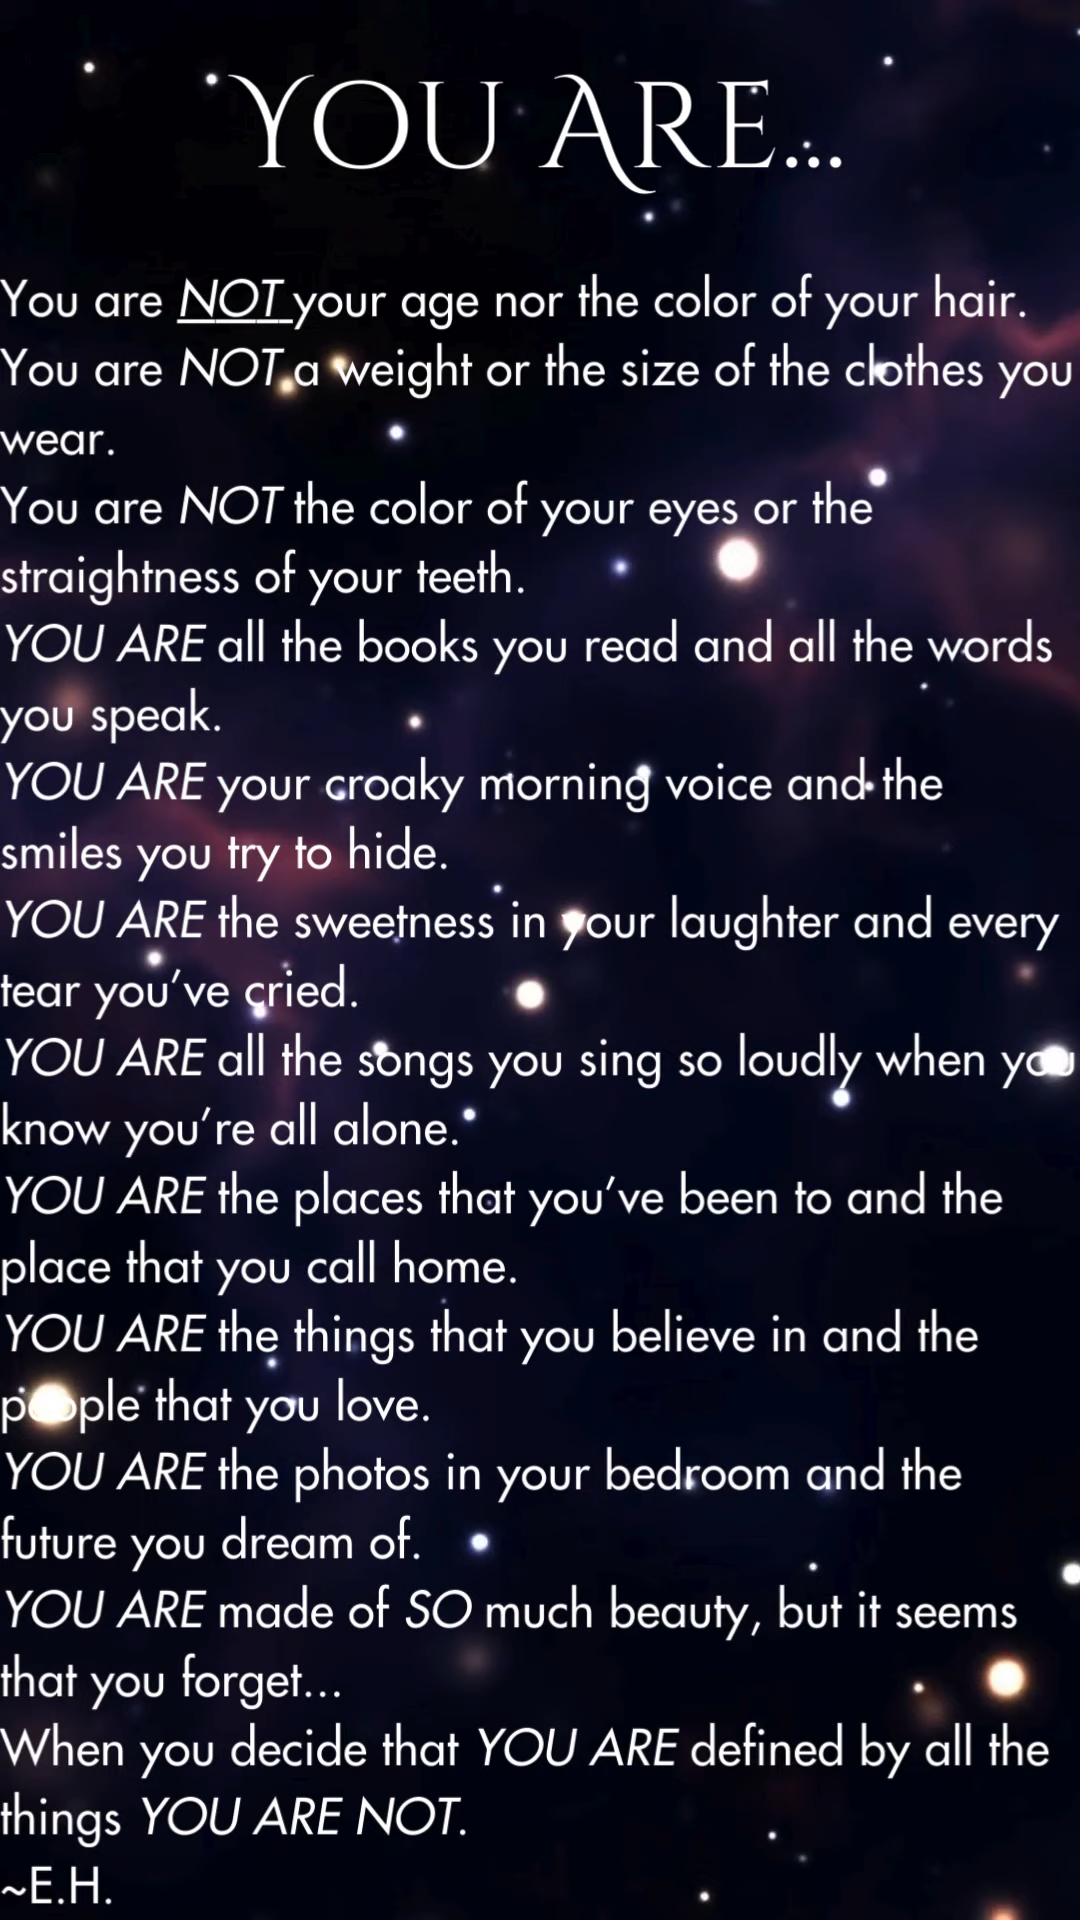 YOU ARE...
You are NOT your age nor the color of your hair.
You are NOT a weight or the size of the clothes you
wear.
You are NOT the color of your eyes or the
straightness of your teeth.
YOU ARE all the books you read and all the words
you speak.
YOU ARE your croaky morning voice and the
smiles you try to hide.
YOU ARE the sweetness in your laughter and every
tear you’ve cried.
YOU ARE all the songs you sing so loudly when you
know you’re all alone.
YOU ARE the places that you’ve been to and the
place that you call home.
YOU ARE the things that you believe in and the
people that you love.
YOU ARE the photos in your bedroom and the
future you dream of.
YOU ARE made of SO much beauty, but it seems
that you forget...
When you decide that YOU ARE defined by all the
things YOU ARE NOT.
~E.H.